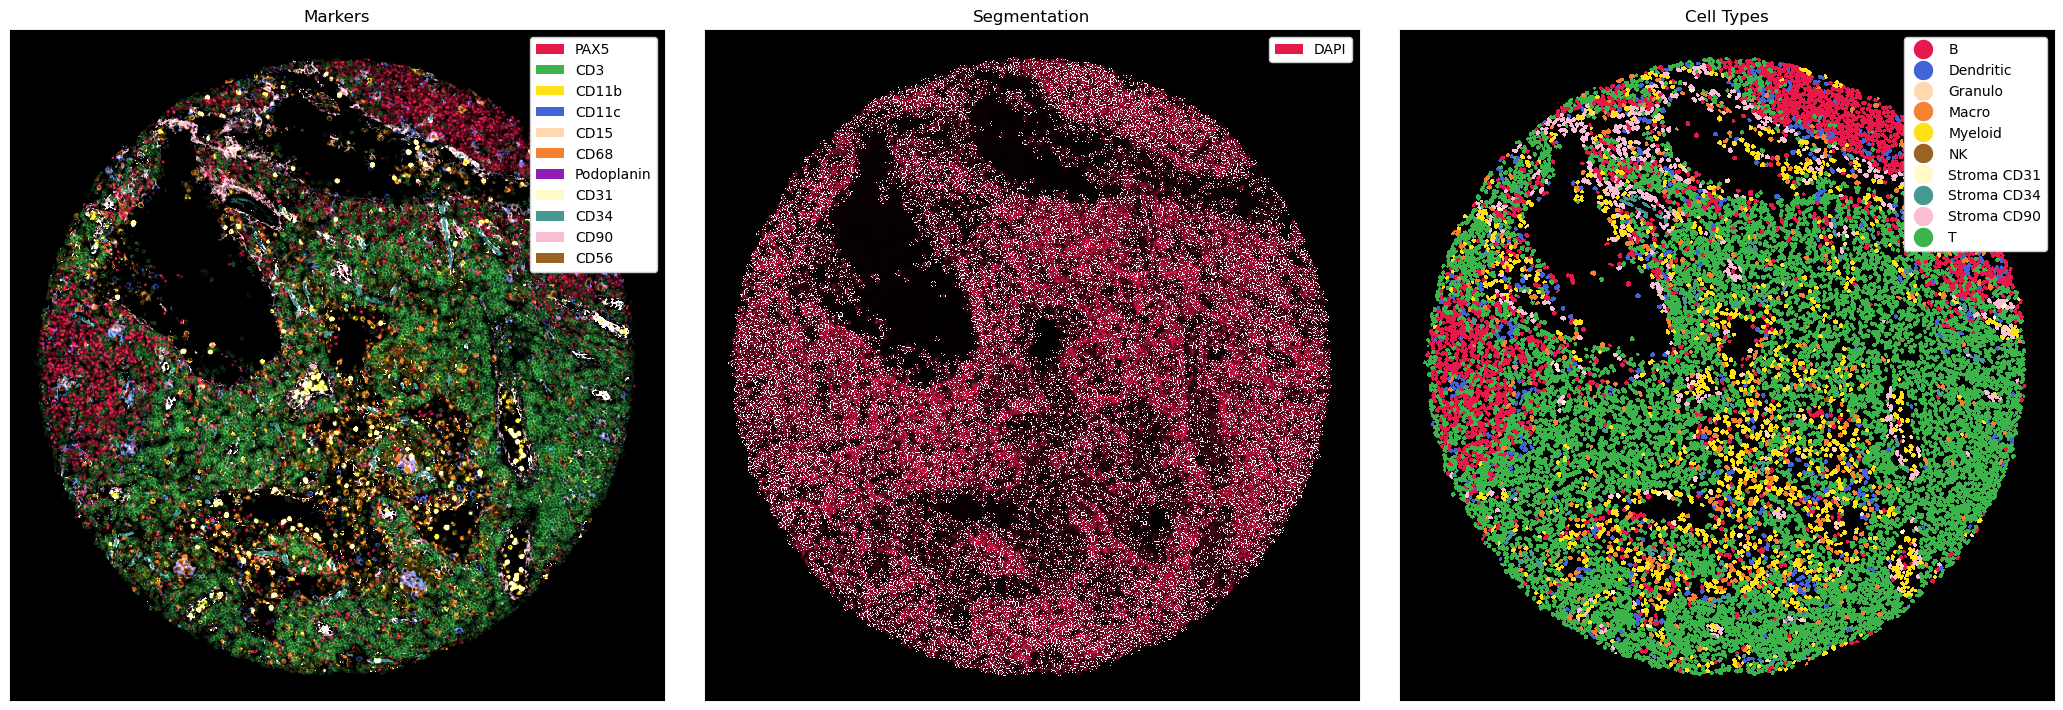 Markers
PAX5
CD3
CD11b
CD11c
CD15
CD68
Podoplanin
CD31
CD34
CD90
CD56
Segmentation
DAPI
Cell Types
B
Dendritic
Granulo
Macro
Myeloid
NK
Stroma CD31
Stroma CD34
Stroma CD90
T